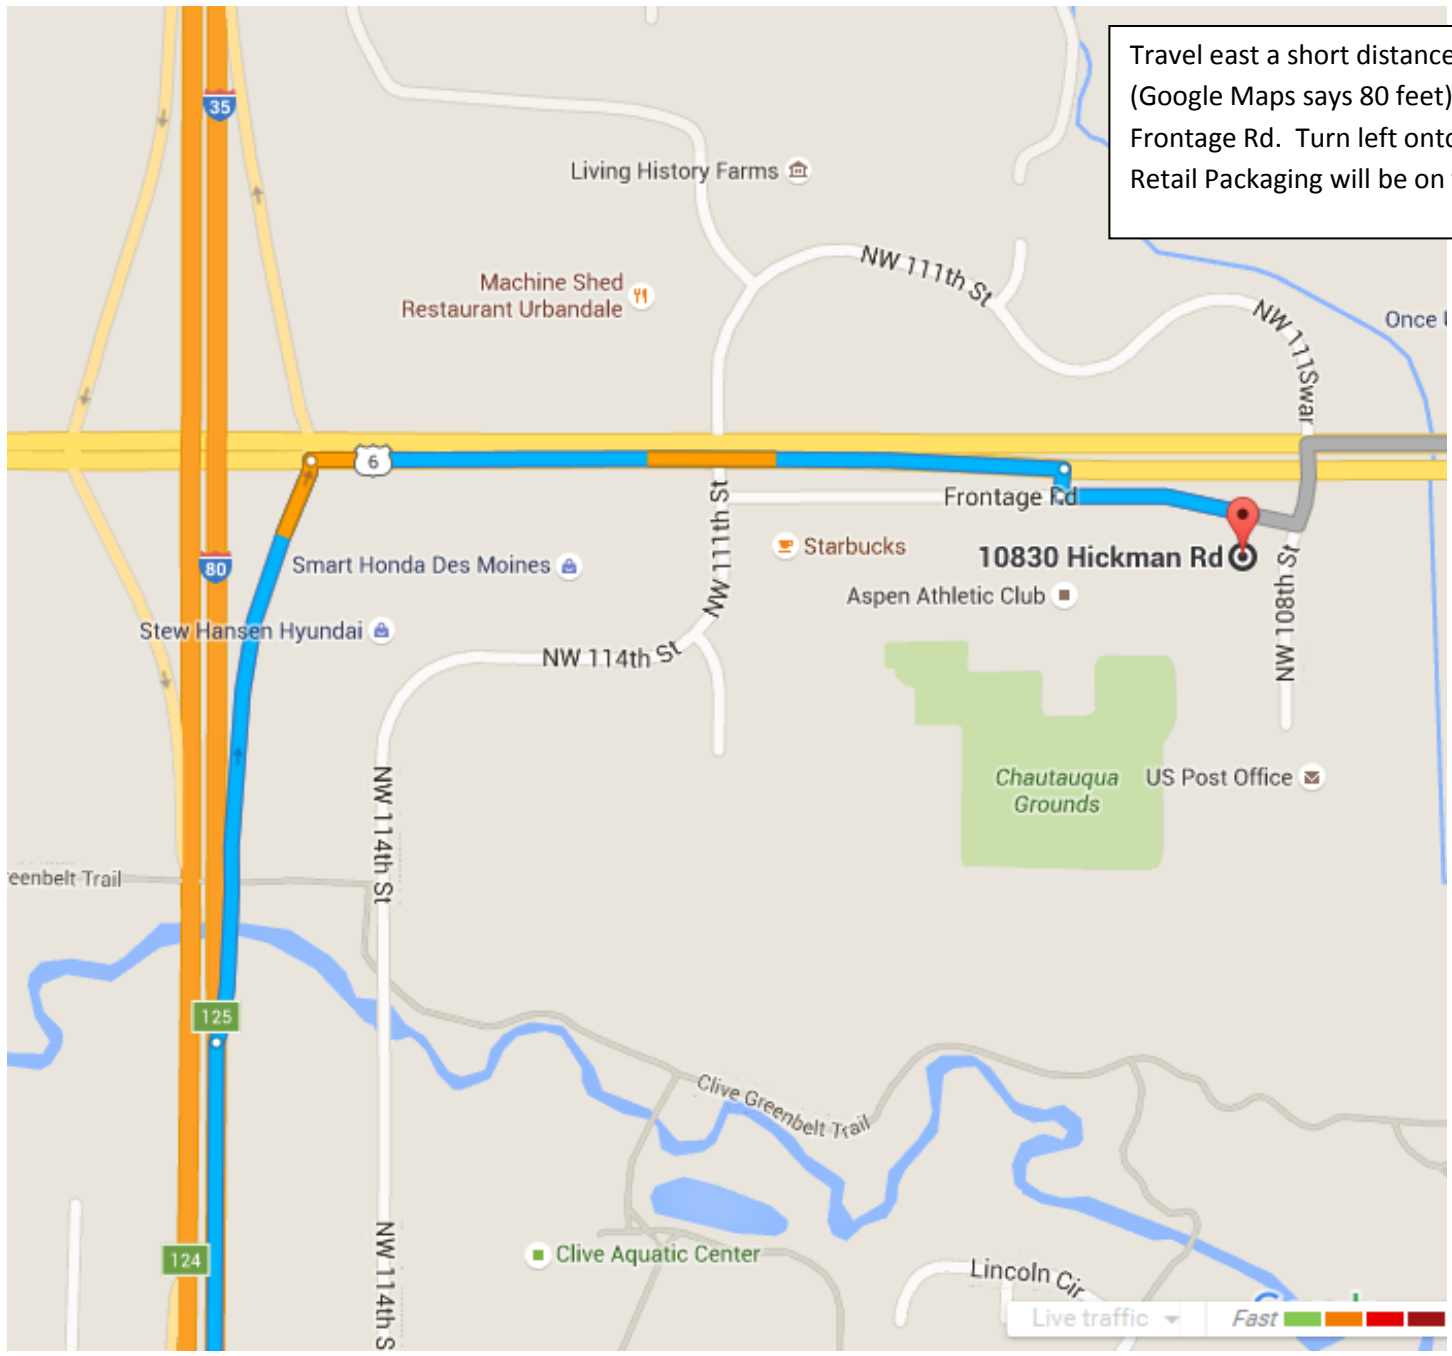 Travel east a short distance
(Google Maps says 80 feet)
Frontage Rd. Turn left onto
Retail Packaging will be on
35
Living History Farms
Machine Shed
Restaurant Urbandale
NW 111th St
NW 111Swar
Once
6
NW 111th St
Frontage Rd
Starbucks
10830 Hickman Rd
80
Smart Honda Des Moines
Aspen Athletic Club
Stew Hansen Hyundai
NW 114th St
NW 108th St
Chautauqua
Grounds
US Post Office
NW 114th St
eenbelt Trail
125
Clive Greenbelt Trail
124
NW 114th S
Clive Aquatic Center
Lincoln Cir
Live traffic
Fast